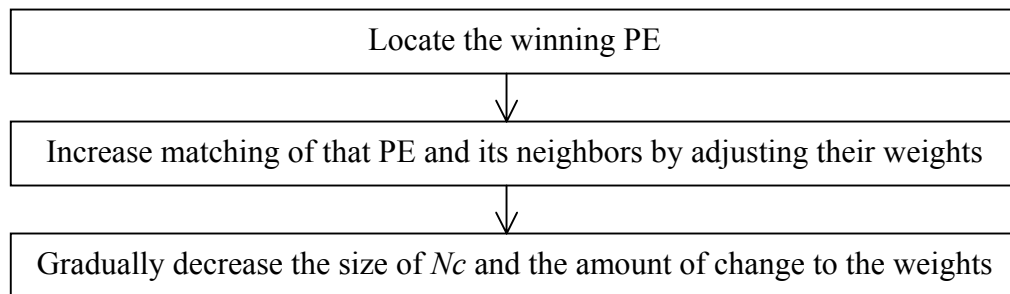 Locate the winning PE
Increase matching of that PE and its neighbors by adjusting their weights
Gradually decrease the size of Nc and the amount of change to the weights